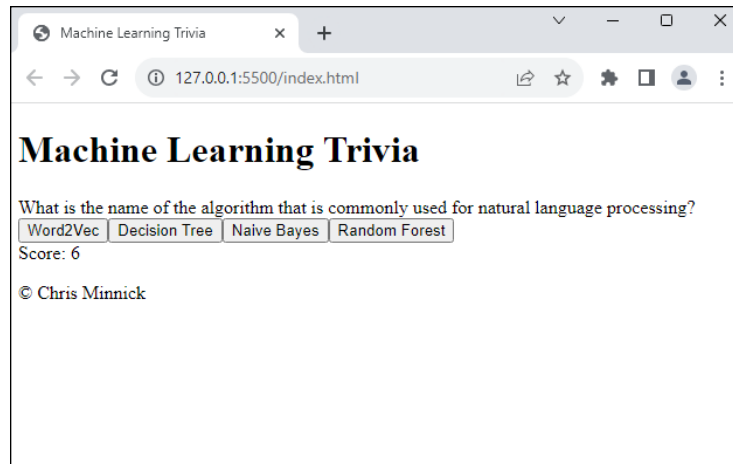 Machine Learning Trivia
127.0.0.1:5500/index.html
Machine Learning Trivia
What is the name of the algorithm that is commonly used for natural language processing?
Word2Vec Decision Tree Naive Bayes Random Forest
Score: 6
© Chris Minnick